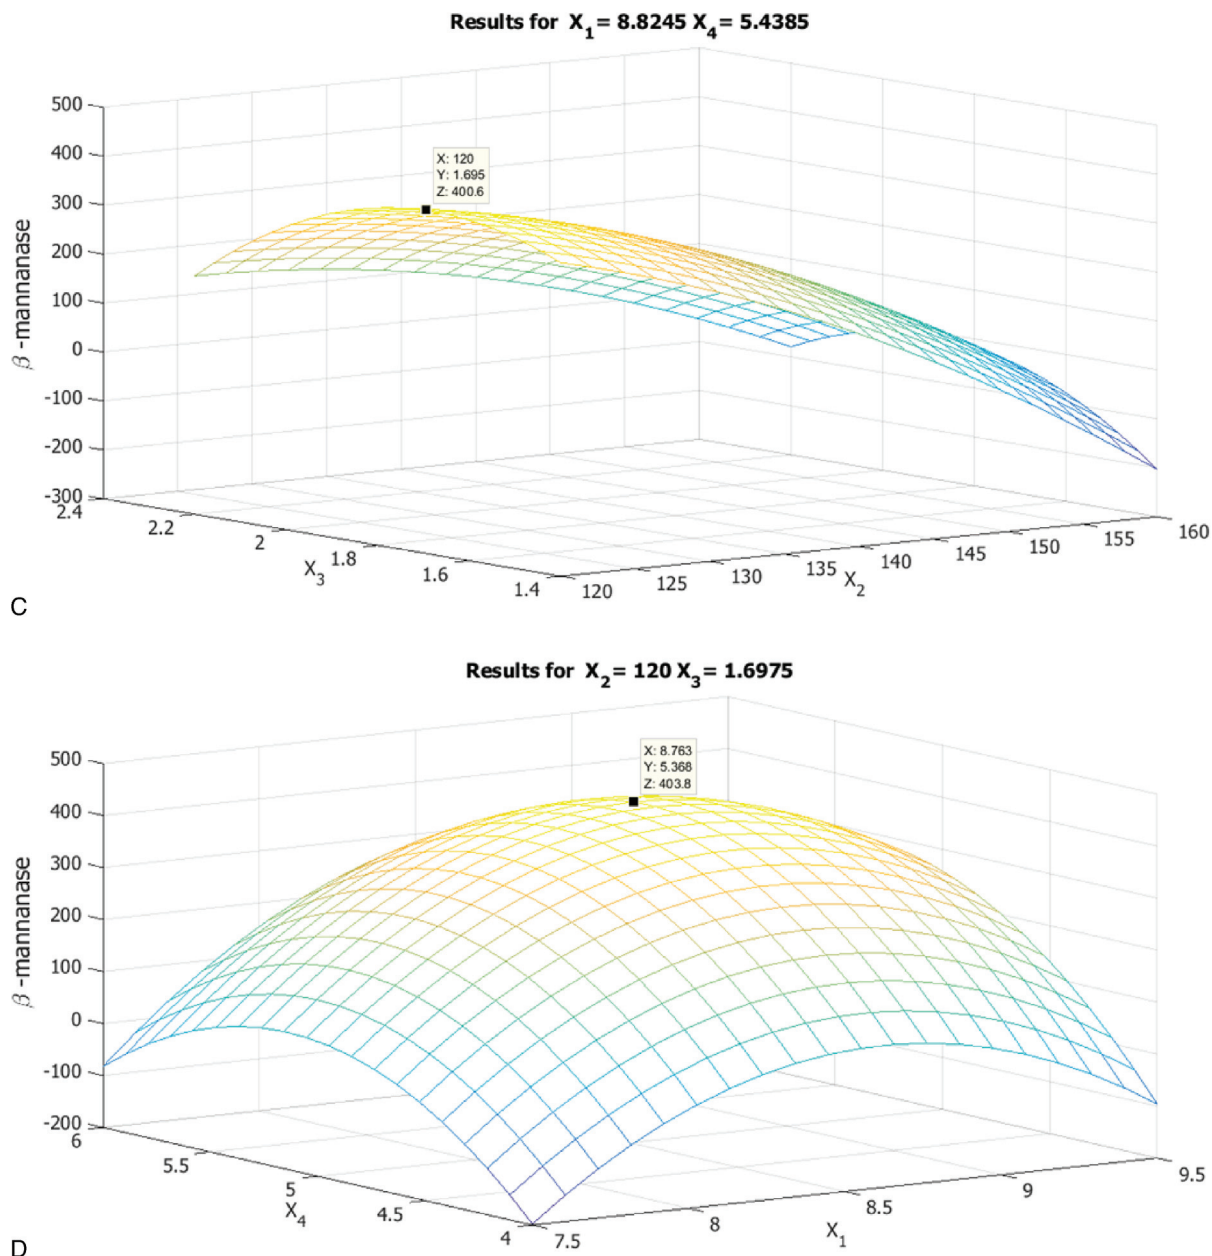 Results for X1= 8.8245 X4= 5.4385
500
400
300
200
100
0
-100
-200
-300
β -mannanase
X: 120
Y: 1.695
Z: 400.6
2.4
2.2
2
1.8
1.6
1.4
X3
120
125
130
135
140
145
150
155
160
X2
C
Results for X2= 120 X3= 1.6975
500
400
300
200
100
0
-100
-200
β -mannanase
X: 8.763
Y: 5.368
Z: 403.8
6
5.5
5
4.5
4
X4
7.5
8
8.5
9
9.5
X1
D